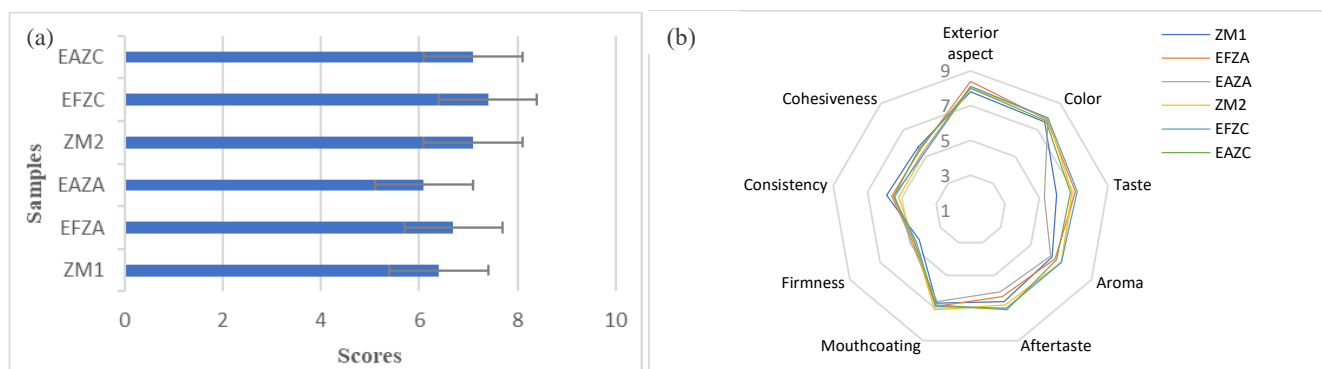 (a)
EAZC
EFZC
ZM2
EAZA
EFZA
ZM1
Samples
0 2 4 6 8 10
Scores
(b)
Exterior
aspect
Color
Taste
Aroma
Aftertaste
Mouthcoating
Firmness
Consistency
Cohesiveness
9
7
5
3
1
ZM1
EFZA
EAZA
ZM2
EFZC
EAZC